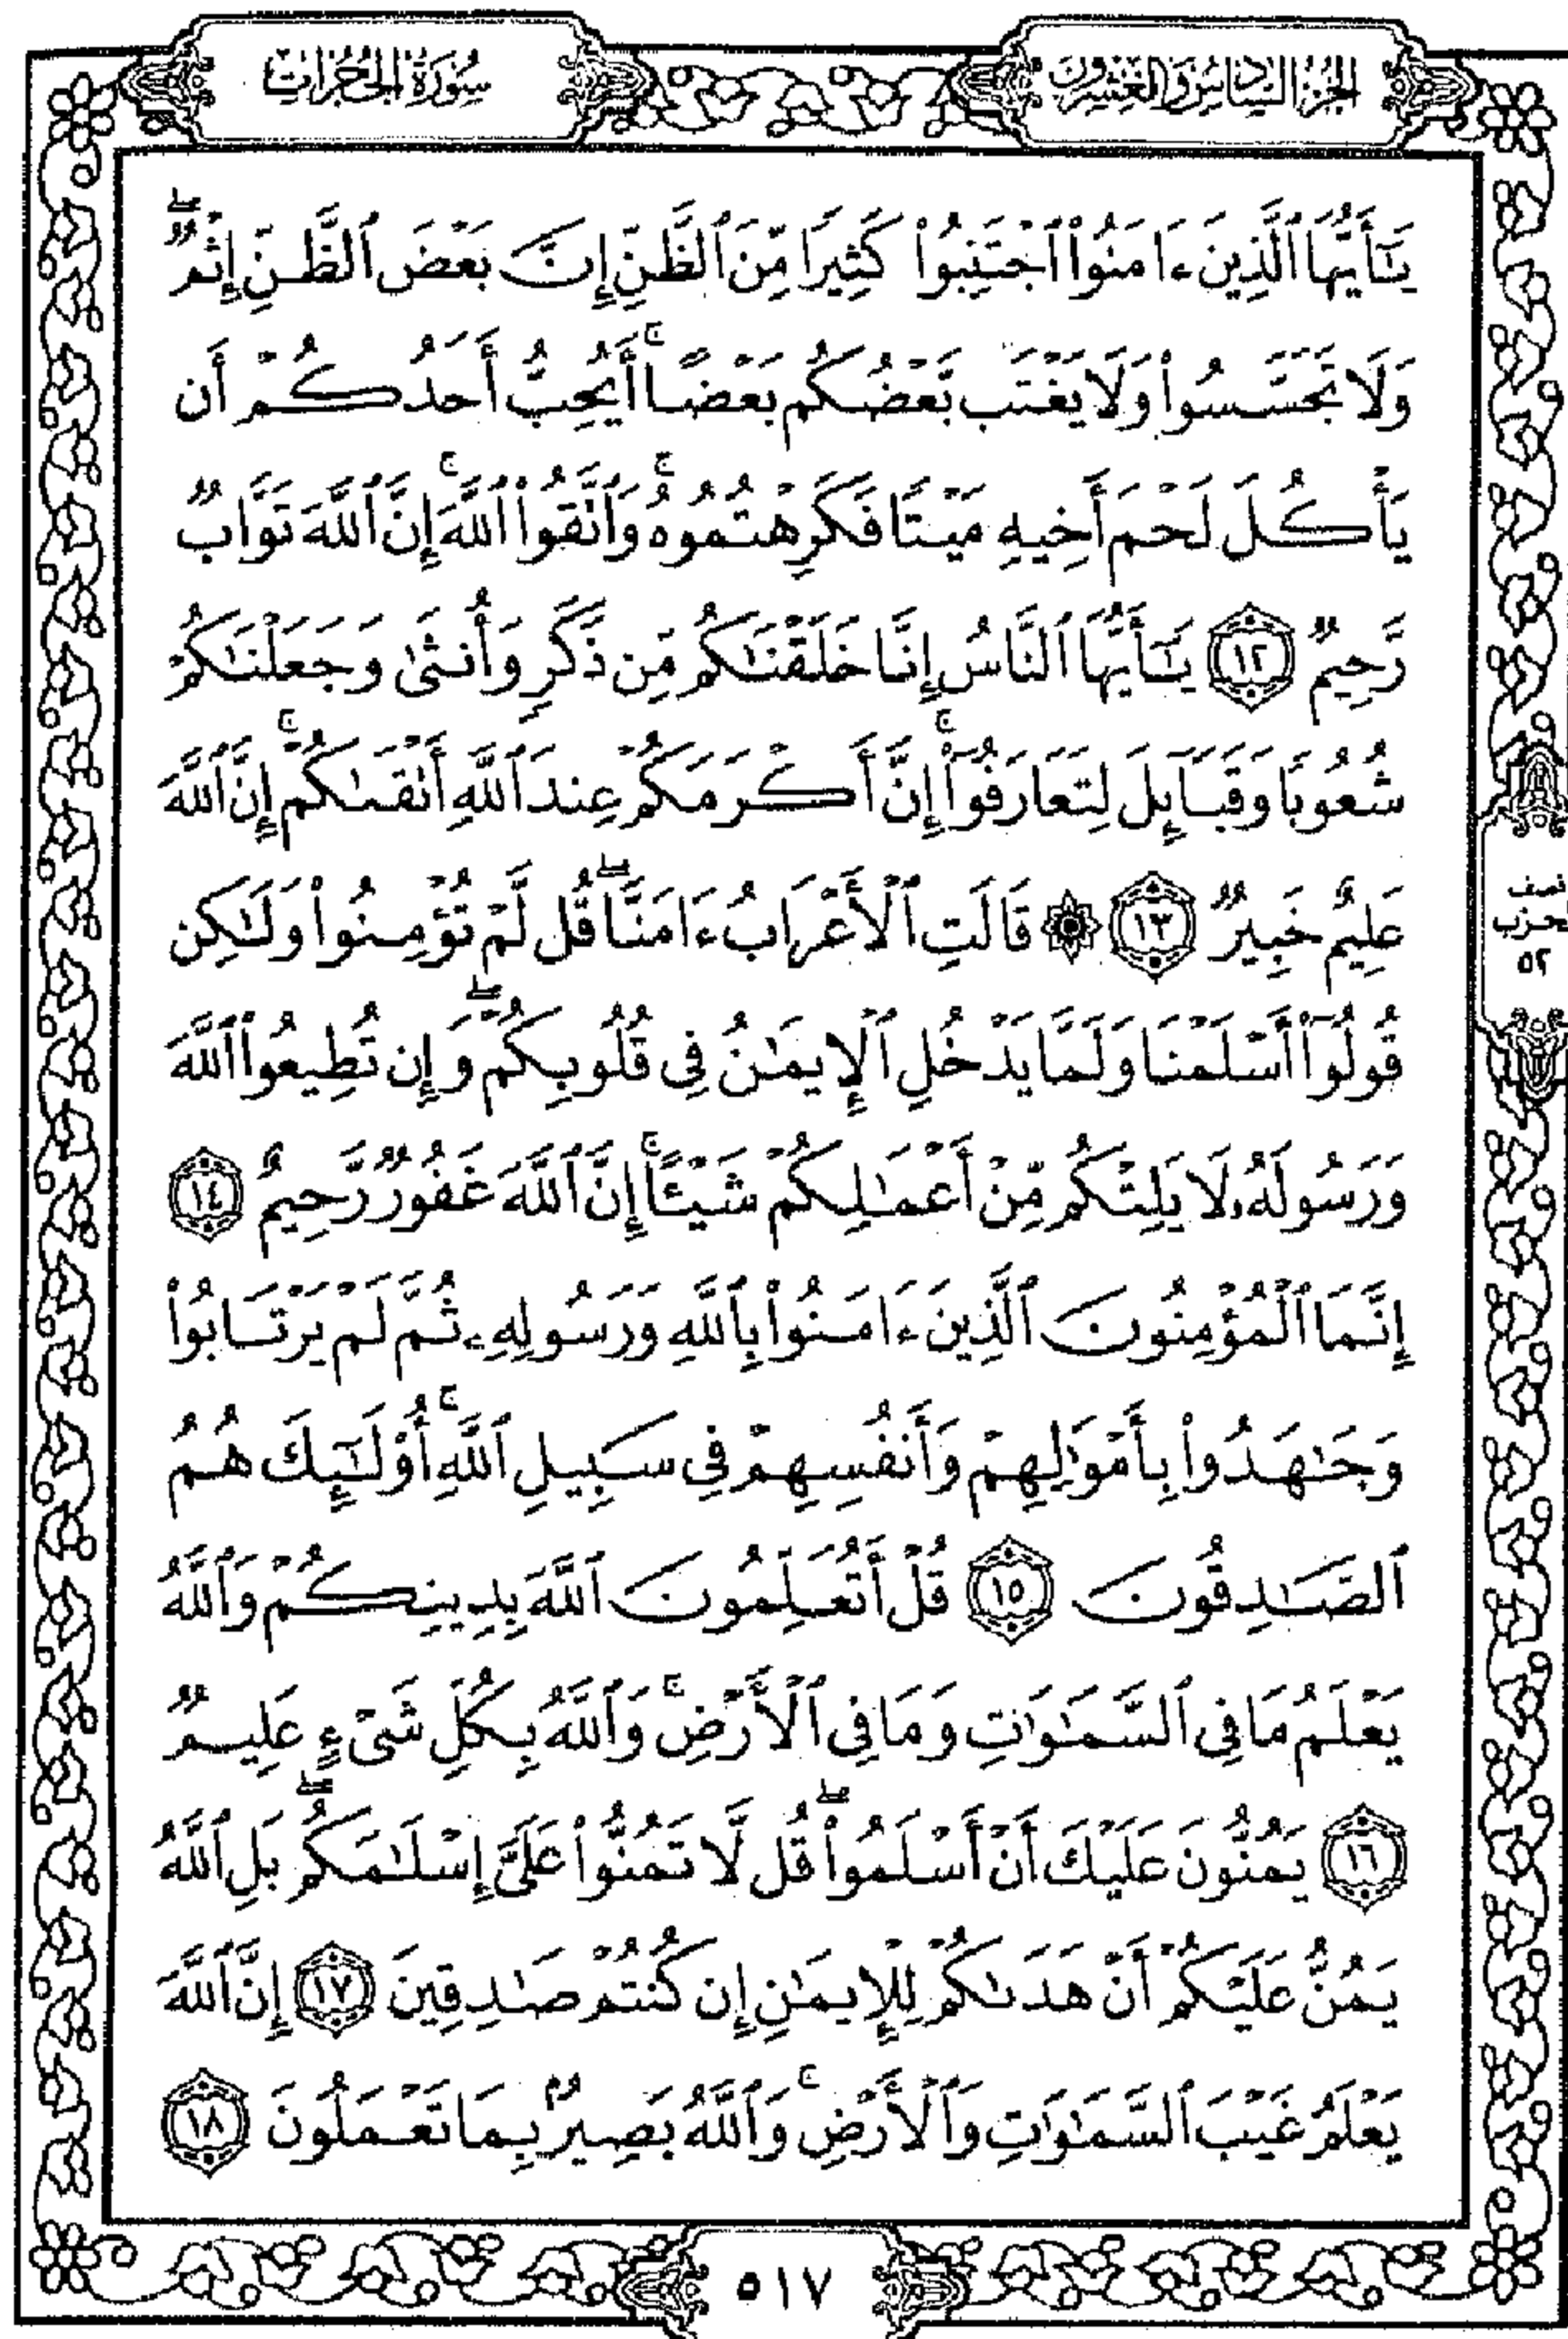 الجزء السادس والعشرون
سورة الحجرات
يَـٰٓأَيُّهَا ٱلَّذِينَ ءَامَنُوا۟ ٱجْتَنِبُوا۟ كَثِيرًا مِّنَ ٱلظَّنِّ إِنَّ بَعْضَ ٱلظَّنِّ إِثْمٌ ۖ
وَلَا تَجَسَّسُوا۟ وَلَا يَغْتَب بَّعْضُكُم بَعْضًا ۚ أَيُحِبُّ أَحَدُكُمْ أَن
يَأْكُلَ لَحْمَ أَخِيهِ مَيْتًا فَكَرِهْتُمُوهُ ۚ وَٱتَّقُوا۟ ٱللَّهَ ۚ إِنَّ ٱللَّهَ تَوَّابٌ
رَّحِيمٌ ١٢ يَـٰٓأَيُّهَا ٱلنَّاسُ إِنَّا خَلَقْنَـٰكُم مِّن ذَكَرٍ وَأُنثَىٰ وَجَعَلْنَـٰكُمْ
شُعُوبًا وَقَبَآئِلَ لِتَعَارَفُوٓا۟ ۚ إِنَّ أَكْرَمَكُمْ عِندَ ٱللَّهِ أَتْقَىٰكُمْ ۚ إِنَّ ٱللَّهَ
عَلِيمٌ خَبِيرٌ ١٣ ۞ قَالَتِ ٱلْأَعْرَابُ ءَامَنَّا ۖ قُل لَّمْ تُؤْمِنُوا۟ وَلَـٰكِن
قُولُوٓا۟ أَسْلَمْنَا وَلَمَّا يَدْخُلِ ٱلْإِيمَـٰنُ فِى قُلُوبِكُمْ ۖ وَإِن تُطِيعُوا۟ ٱللَّهَ
وَرَسُولَهُۥ لَا يَلِتْكُم مِّنْ أَعْمَـٰلِكُمْ شَيْـًٔا ۚ إِنَّ ٱللَّهَ غَفُورٌ رَّحِيمٌ ١٤
إِنَّمَا ٱلْمُؤْمِنُونَ ٱلَّذِينَ ءَامَنُوا۟ بِٱللَّهِ وَرَسُولِهِۦ ثُمَّ لَمْ يَرْتَابُوا۟
وَجَـٰهَدُوا۟ بِأَمْوَٰلِهِمْ وَأَنفُسِهِمْ فِى سَبِيلِ ٱللَّهِ ۚ أُو۟لَـٰٓئِكَ هُمُ
ٱلصَّـٰدِقُونَ ١٥ قُلْ أَتُعَلِّمُونَ ٱللَّهَ بِدِينِكُمْ وَٱللَّهُ
يَعْلَمُ مَا فِى ٱلسَّمَـٰوَٰتِ وَمَا فِى ٱلْأَرْضِ ۚ وَٱللَّهُ بِكُلِّ شَىْءٍ عَلِيمٌ
١٦ يَمُنُّونَ عَلَيْكَ أَنْ أَسْلَمُوا۟ ۖ قُل لَّا تَمُنُّوا۟ عَلَىَّ إِسْلَـٰمَكُم ۖ بَلِ ٱللَّهُ
يَمُنُّ عَلَيْكُمْ أَنْ هَدَىٰكُمْ لِلْإِيمَـٰنِ إِن كُنتُمْ صَـٰدِقِينَ ١٧ إِنَّ ٱللَّهَ
يَعْلَمُ غَيْبَ ٱلسَّمَـٰوَٰتِ وَٱلْأَرْضِ ۚ وَٱللَّهُ بَصِيرٌۢ بِمَا تَعْمَلُونَ ١٨
نصف
الحزب
٥٢
٥١٧